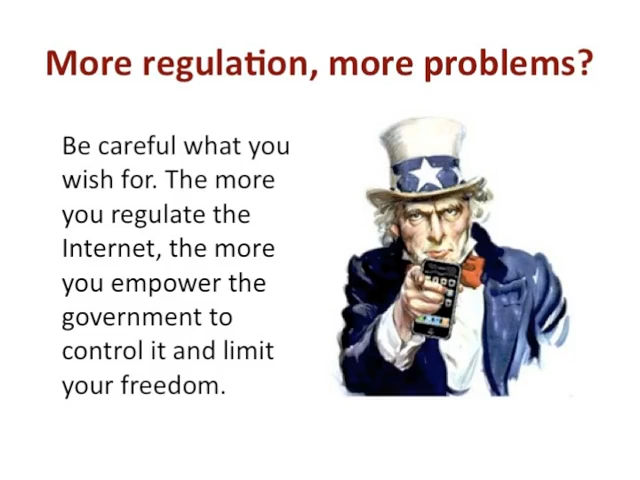 More regulation, more problems?
Be careful what you
wish for. The more
you regulate the
Internet, the more
you empower the
government to
control it and limit
your freedom.